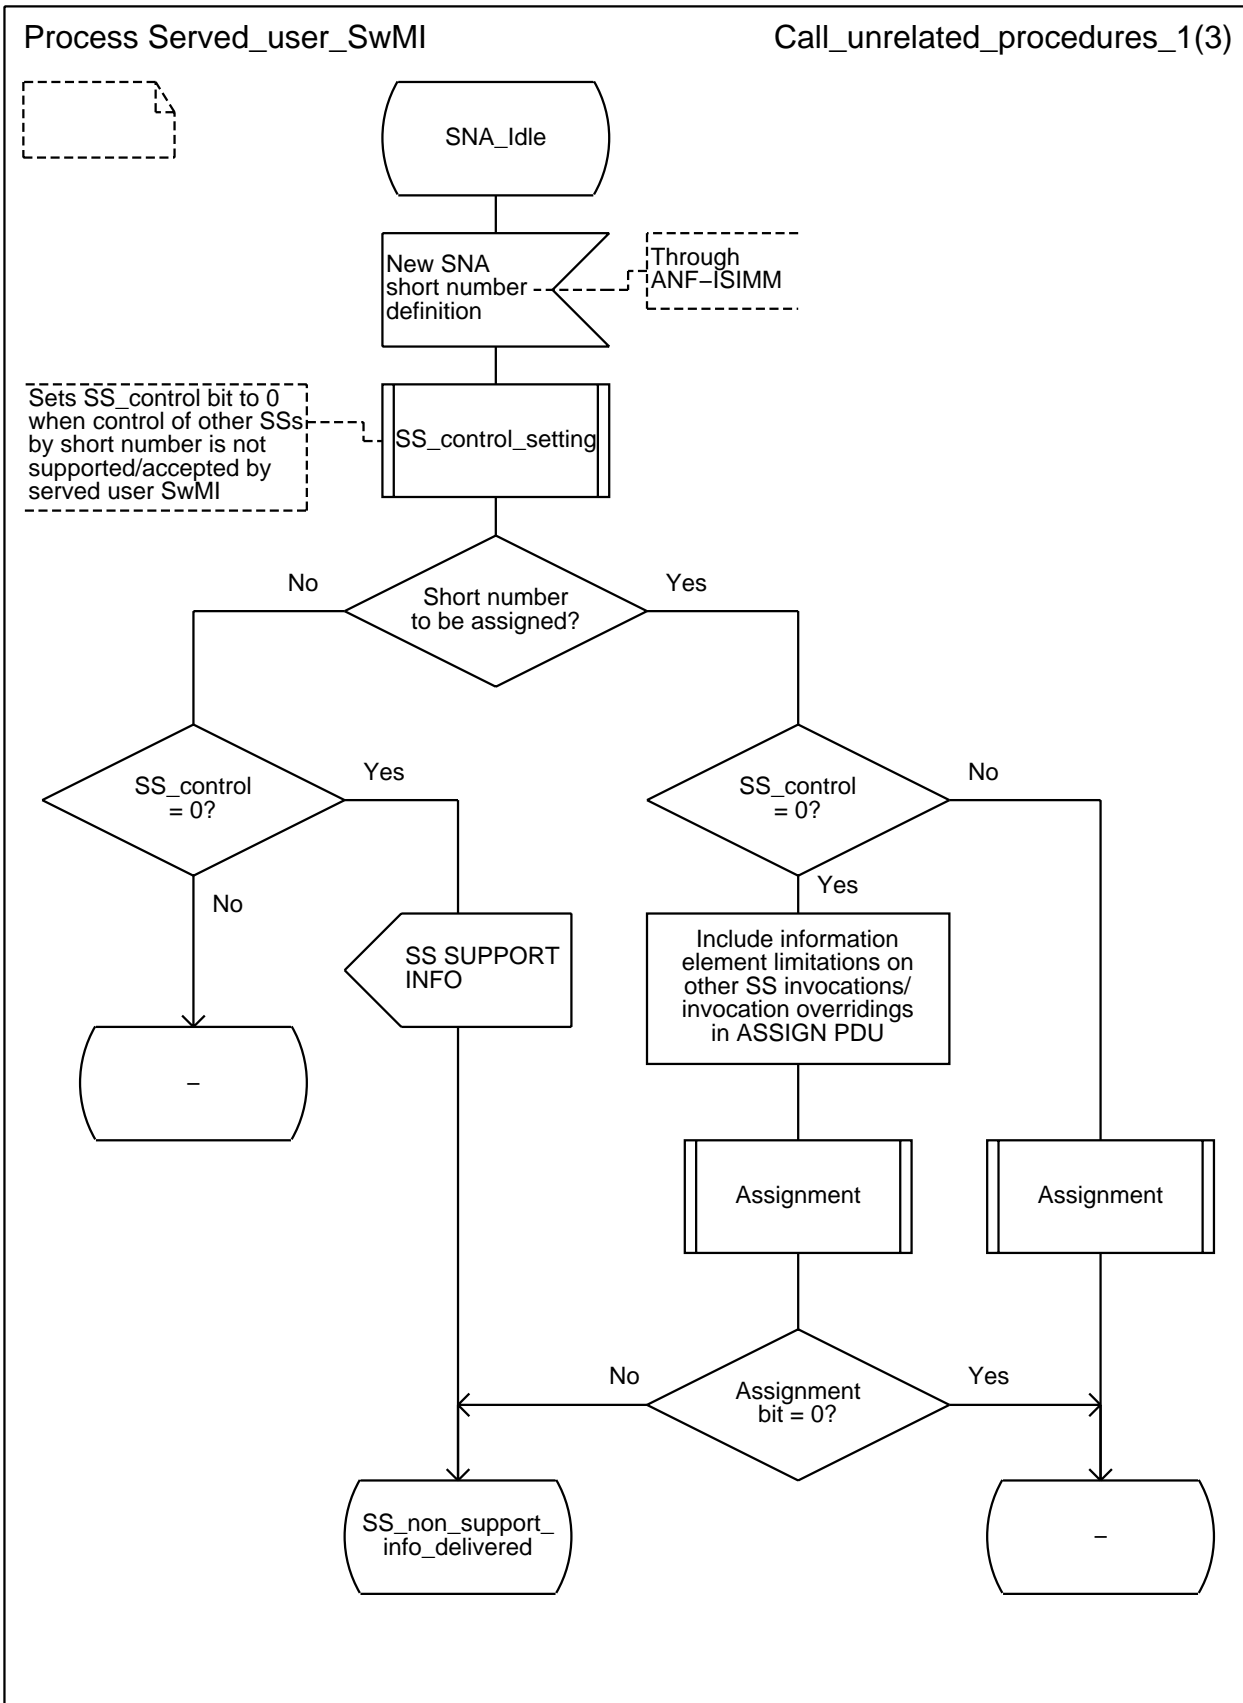 Process Served_user_SwMI
Call_unrelated_procedures_1(3)
SNA_Idle
New SNA
short number
definition
Through
ANF−ISIMM
Sets SS_control bit to 0
when control of other SSs
by short number is not
supported/accepted by
served user SwMI
SS_control_setting
No
Yes
Short number
to be assigned?
SS_control
= 0?
Yes
No
SS_control
= 0?
No
Yes
SS SUPPORT
INFO
Include information
element limitations on
other SS invocations/
invocation overridings
in ASSIGN PDU
−
Assignment
Assignment
No
Yes
Assignment
bit = 0?
SS_non_support_
info_delivered
−